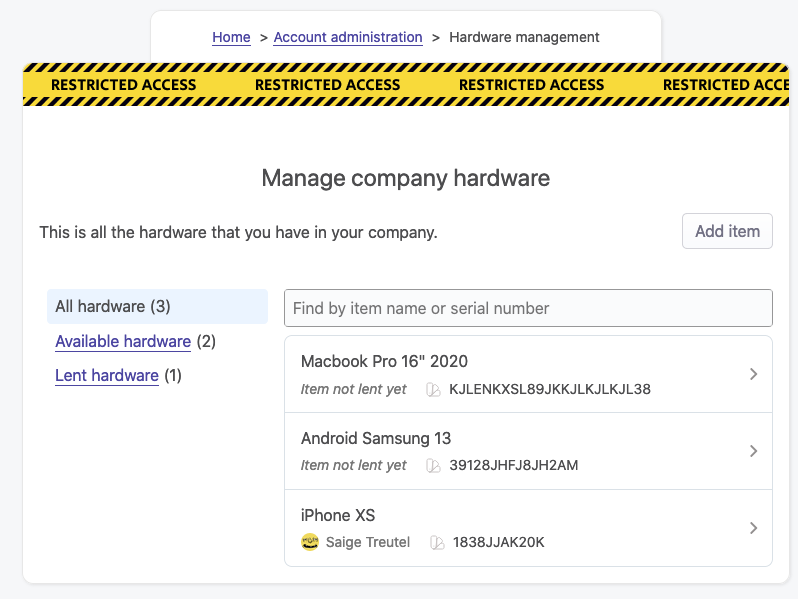 Home > Account administration > Hardware management
RESTRICTED ACCESS RESTRICTED ACCESS RESTRICTED ACCESS RESTRICTED ACCE
Manage company hardware
This is all the hardware that you have in your company.
Add item
All hardware (3)
Available hardware (2)
Lent hardware (1)
Find by item name or serial number
Macbook Pro 16" 2020
Item not lent yet KJLENKXSL89JKKJLKJLKJL38
Android Samsung 13
Item not lent yet 39128JHFJ8JH2AM
iPhone XS
Saige Treutel 1838JJAK20K